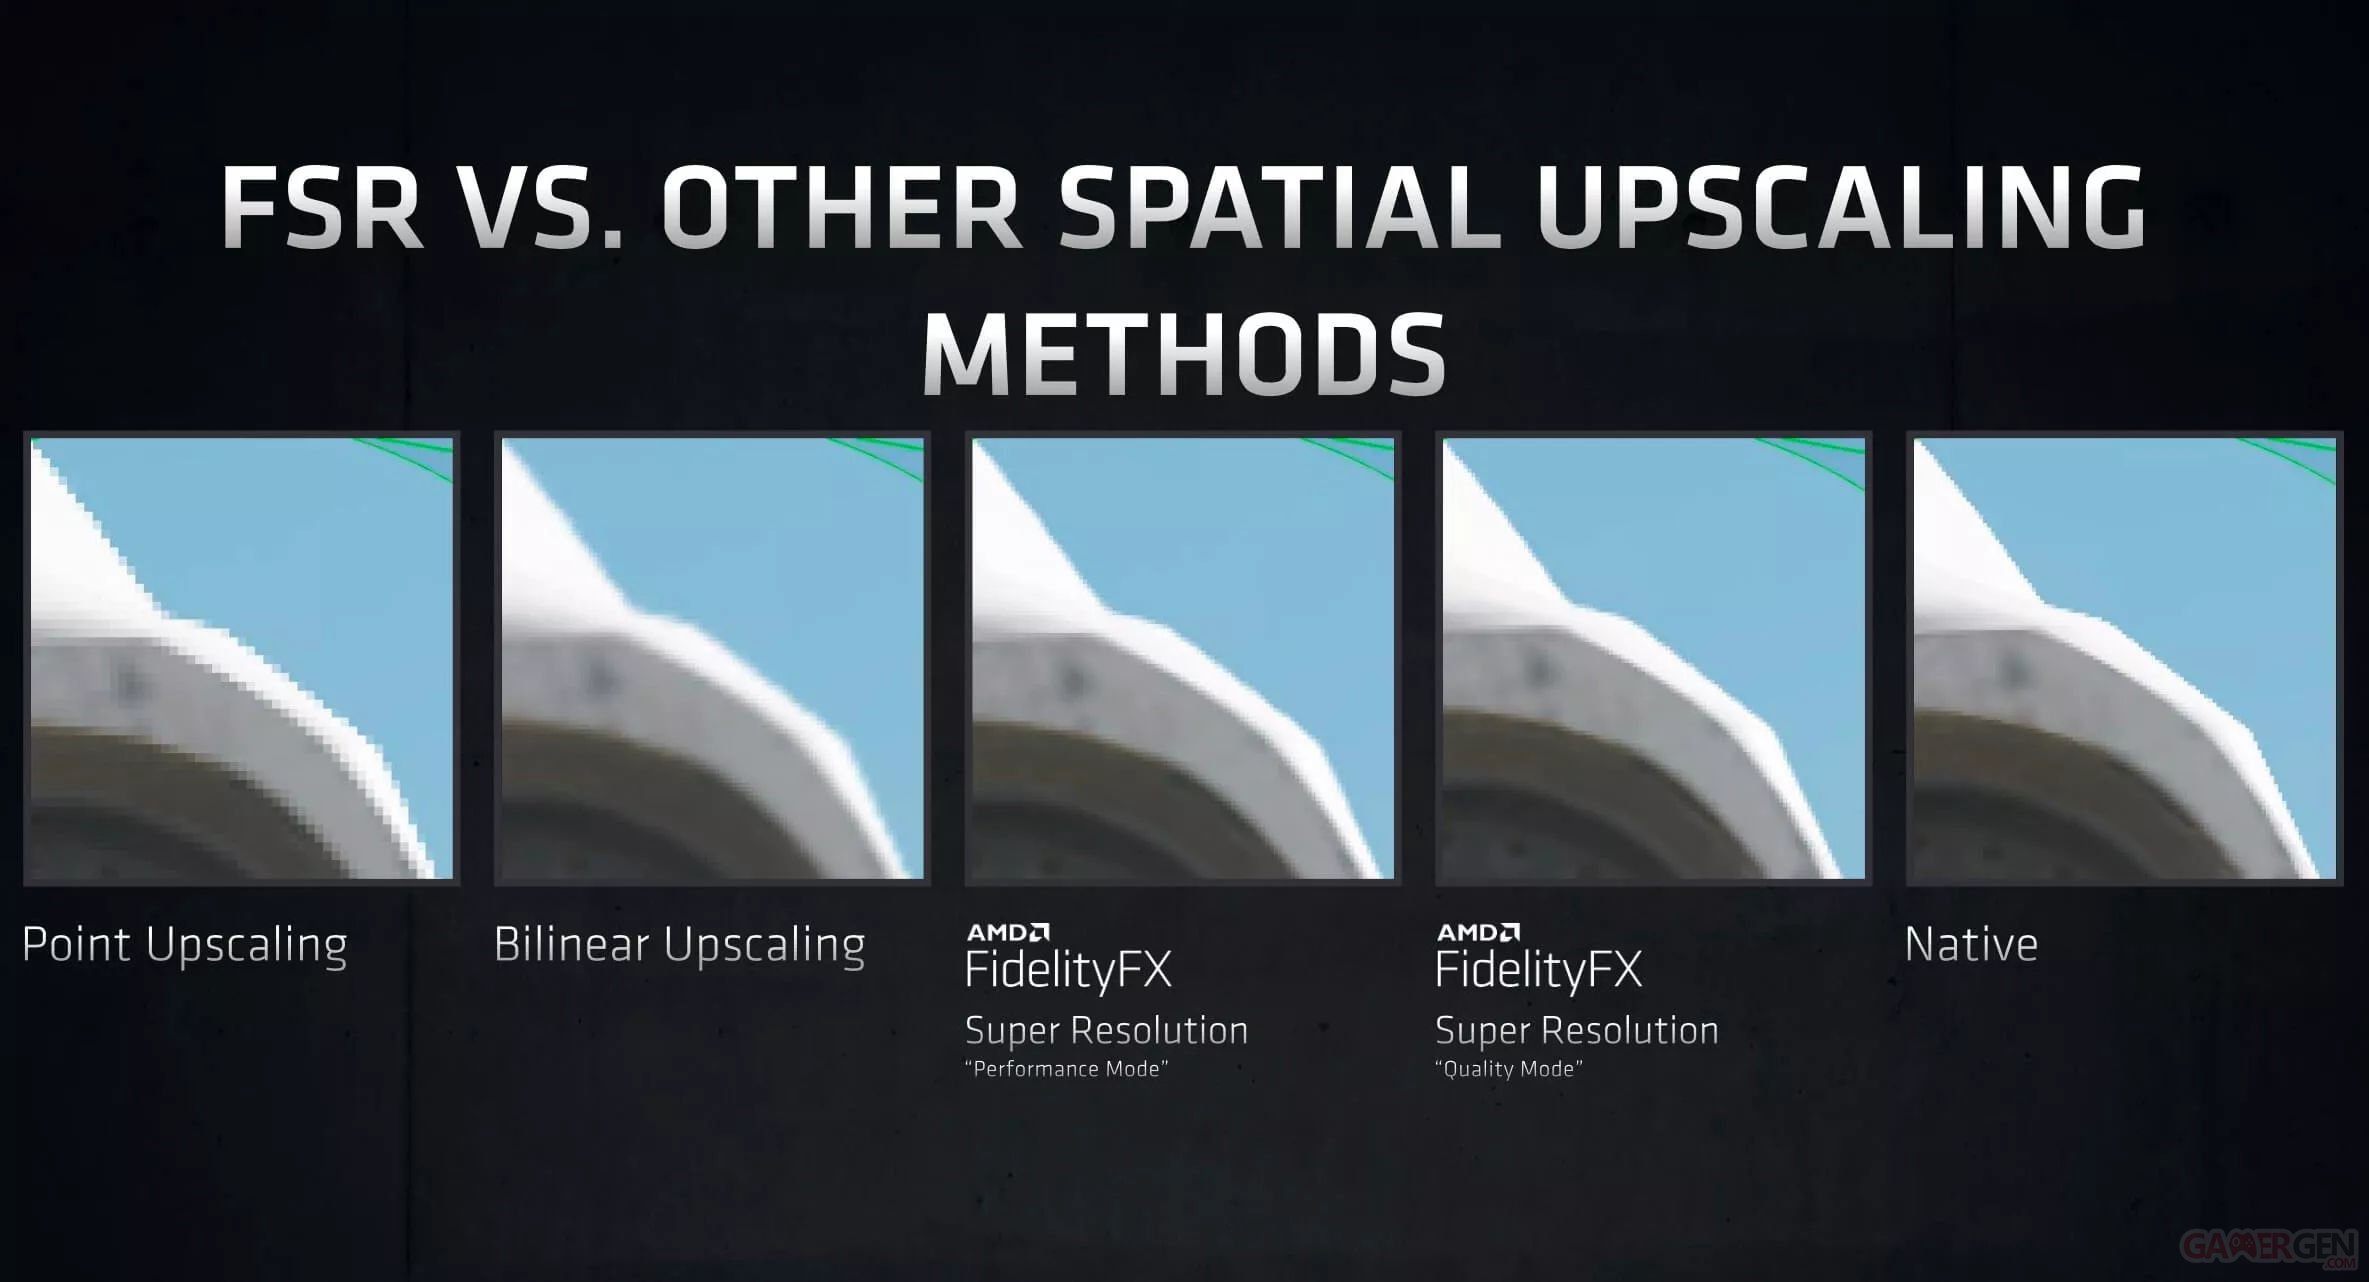 FSR VS. OTHER SPATIAL UPSCALING
METHODS
Point Upscaling
Bilinear Upscaling
AMD
FidelityFX
Super Resolution
“Performance Mode”
AMD
FidelityFX
Super Resolution
“Quality Mode”
Native
GAMERGEN
.COM